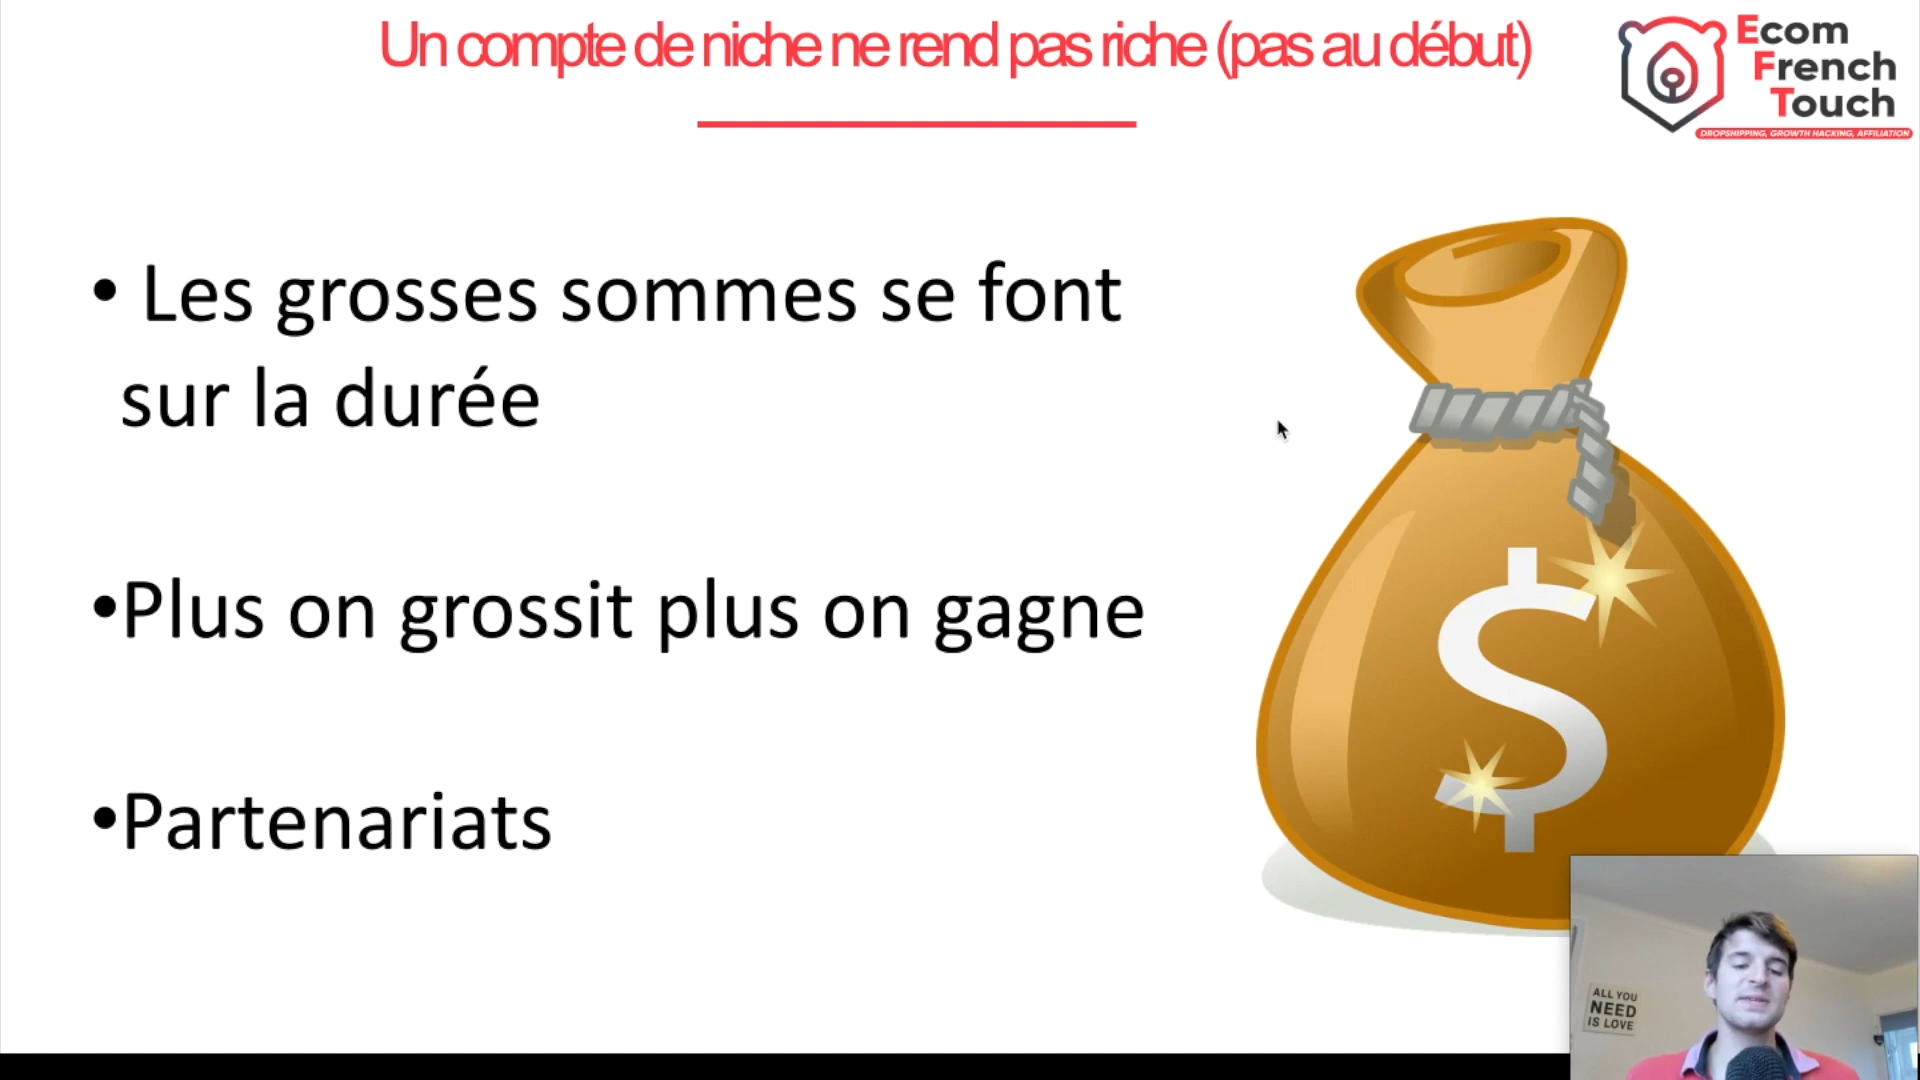 Un compte de niche ne rend pas riche (pas au début)
Ecom
French
Touch
DROPSHIPPING, GROWTH HACKING, AFFILIATION
• Les grosses sommes se font
sur la durée
•Plus on grossit plus on gagne
•Partenariats
$
ALL YOU
NEED
IS LOVE